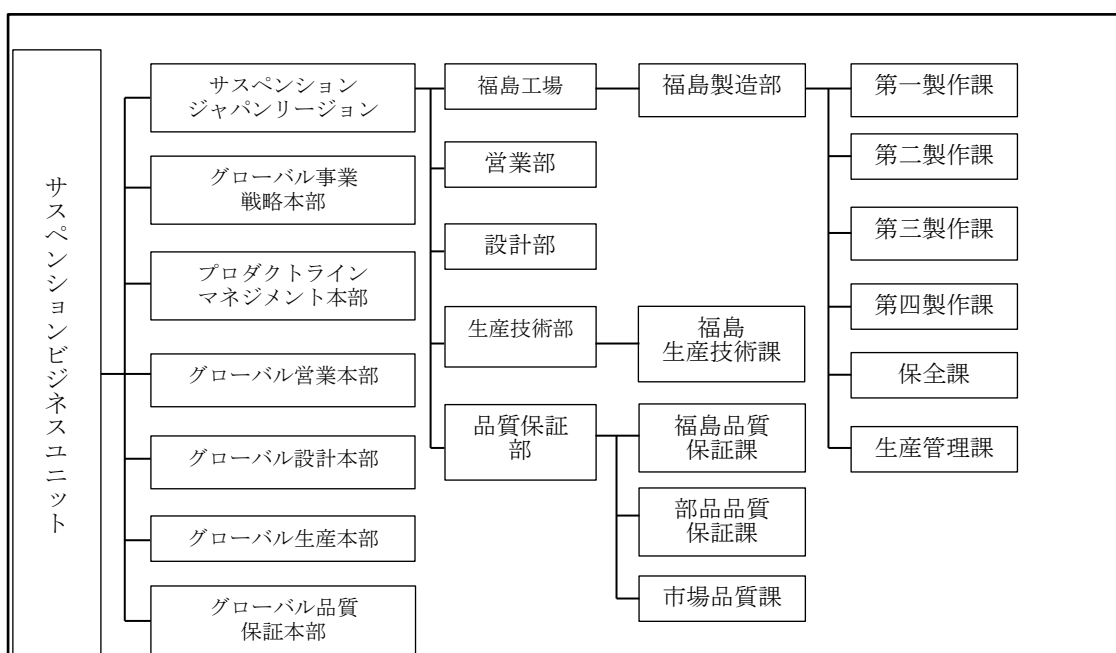 サスペンションビジネスユニット
サスペンション
ジャパンリージョン
グローバル事業
戦略本部
プロダクトライン
マネジメント本部
グローバル営業本部
グローバル設計本部
グローバル生産本部
グローバル品質
保証本部
福島工場
営業部
設計部
生産技術部
品質保証
部
福島製造部
福島
生産技術課
福島品質
保証課
部品品質
保証課
市場品質課
第一製作課
第二製作課
第三製作課
第四製作課
保全課
生産管理課